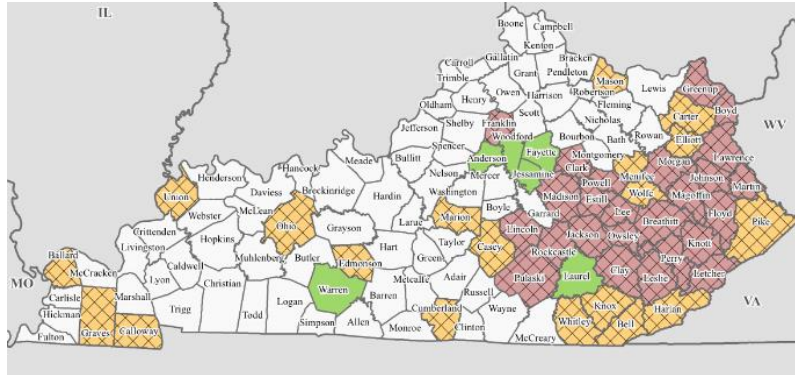 IL
Boone
Campbell
Kenton
Gallatin
Bracken
Carroll
Grant
Pendleton
Mason
Trimble
Owen
Harrison
Robertson
Lewis
Greenup
Oldham
Henry
Fleming
Boyd
Carter
Jefferson
Shelby
Franklin
Scott
Nicholas
WV
Woodford
Bourbon
Bath
Rowan
Elliott
Spencer
Anderson
Fayette
Meade
Bullitt
Montgomery
Morgan
Lawrence
Hancock
Nelson
Mercer
Jessamine
Clark
Menifee
Henderson
Breckinridge
Washington
Powell
Johnson
Union
Daviess
Hardin
Madison
Estill
Wolfe
Magoffin
Martin
Webster
McLean
Boyle
Garrard
Lee
Floyd
Crittenden
Ohio
Grayson
Larue
Marion
Lincoln
Breathitt
Pike
Livingston
Hopkins
Muhlenberg
Butler
Hart
Green
Taylor
Casey
Rockcastle
Jackson
Owsley
Knott
Ballard
McCracken
Caldwell
Edmonson
Perry
Lyon
Christian
Warren
Metcalfe
Adair
Pulaski
Laurel
Clay
Leslie
Letcher
MO
Carlisle
Marshall
Trigg
Todd
Logan
Barren
Russell
VA
Hickman
Graves
Calloway
Simpson
Allen
Monroe
Cumberland
Clinton
Wayne
McCreary
Whitley
Knox
Bell
Harlan
Fulton